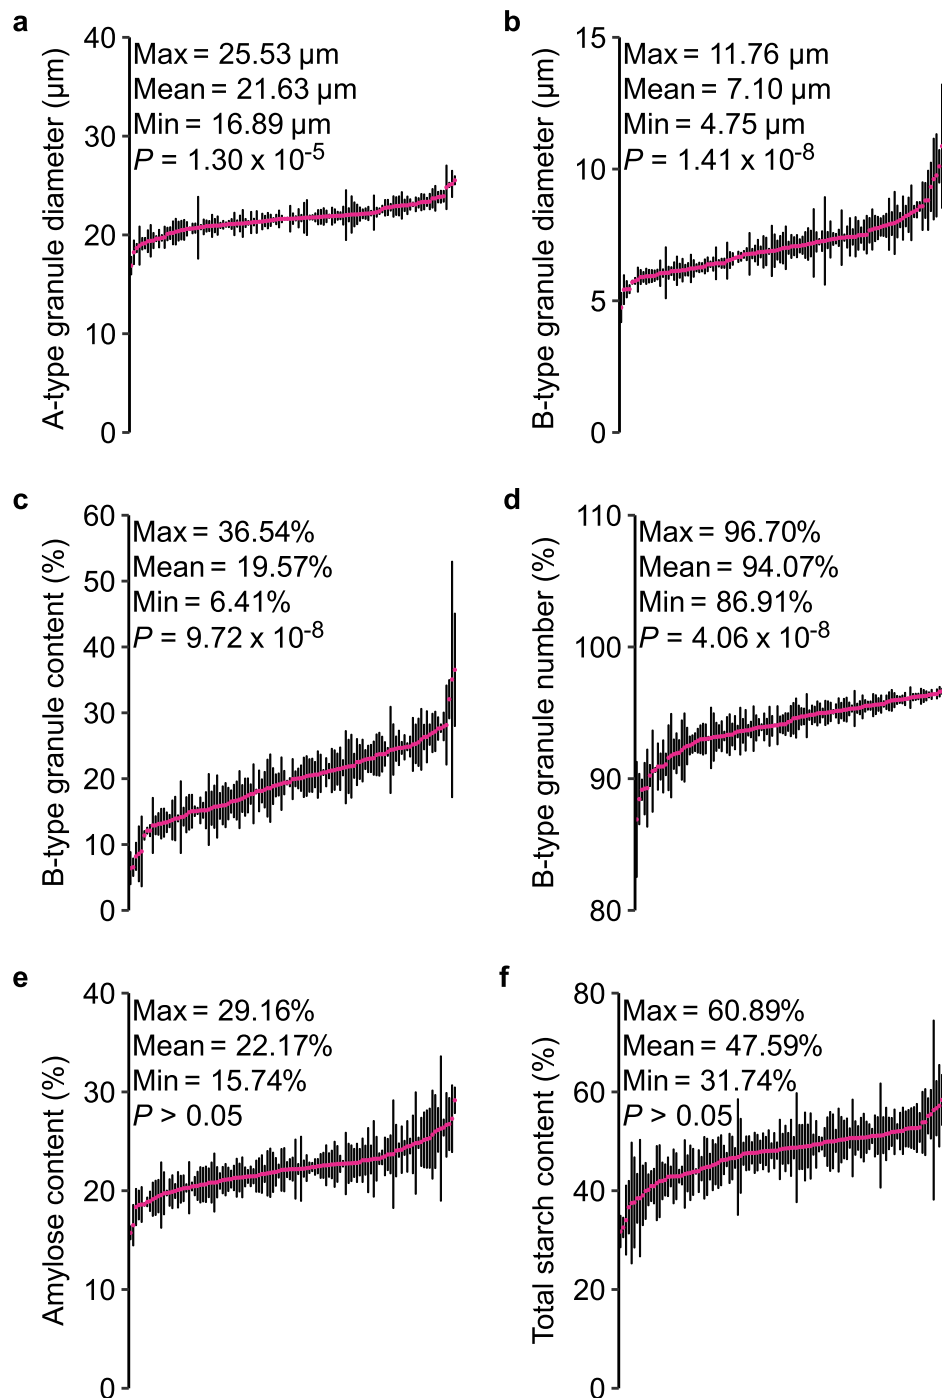 a
A-type granule diameter (μm)
40
30
20
10
0
Max = 25.53 μm
Mean = 21.63 μm
Min = 16.89 μm
P = 1.30 x 10-5
b
B-type granule diameter (μm)
15
10
5
0
Max = 11.76 μm
Mean = 7.10 μm
Min = 4.75 μm
P = 1.41 x 10-8
c
B-type granule content (%)
60
50
40
30
20
10
0
Max = 36.54%
Mean = 19.57%
Min = 6.41%
P = 9.72 x 10-8
d
B-type granule number (%)
110
100
90
80
Max = 96.70%
Mean = 94.07%
Min = 86.91%
P = 4.06 x 10-8
e
Amylose content (%)
40
30
20
10
0
Max = 29.16%
Mean = 22.17%
Min = 15.74%
P > 0.05
f
Total starch content (%)
80
60
40
20
0
Max = 60.89%
Mean = 47.59%
Min = 31.74%
P > 0.05